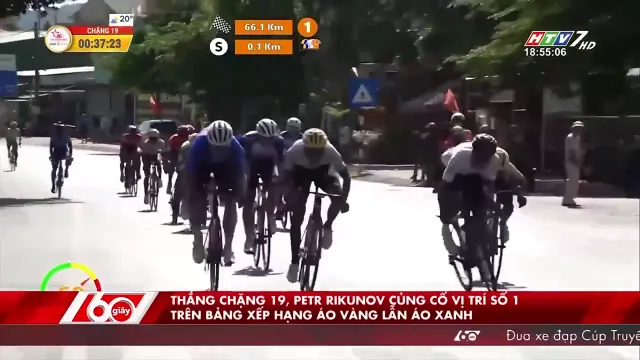 20°
CHẶNG 19
00:37:23
66.1 Km
1
S
0.1 Km
HTV7 HD
18:55:06
60 giây
THẮNG CHẶNG 19, PETR RIKUNOV CỦNG CỐ VỊ TRÍ SỐ 1
TRÊN BẢNG XẾP HẠNG ÁO VÀNG LẪN ÁO XANH
HTV
Đua xe đạp Cúp Truyề